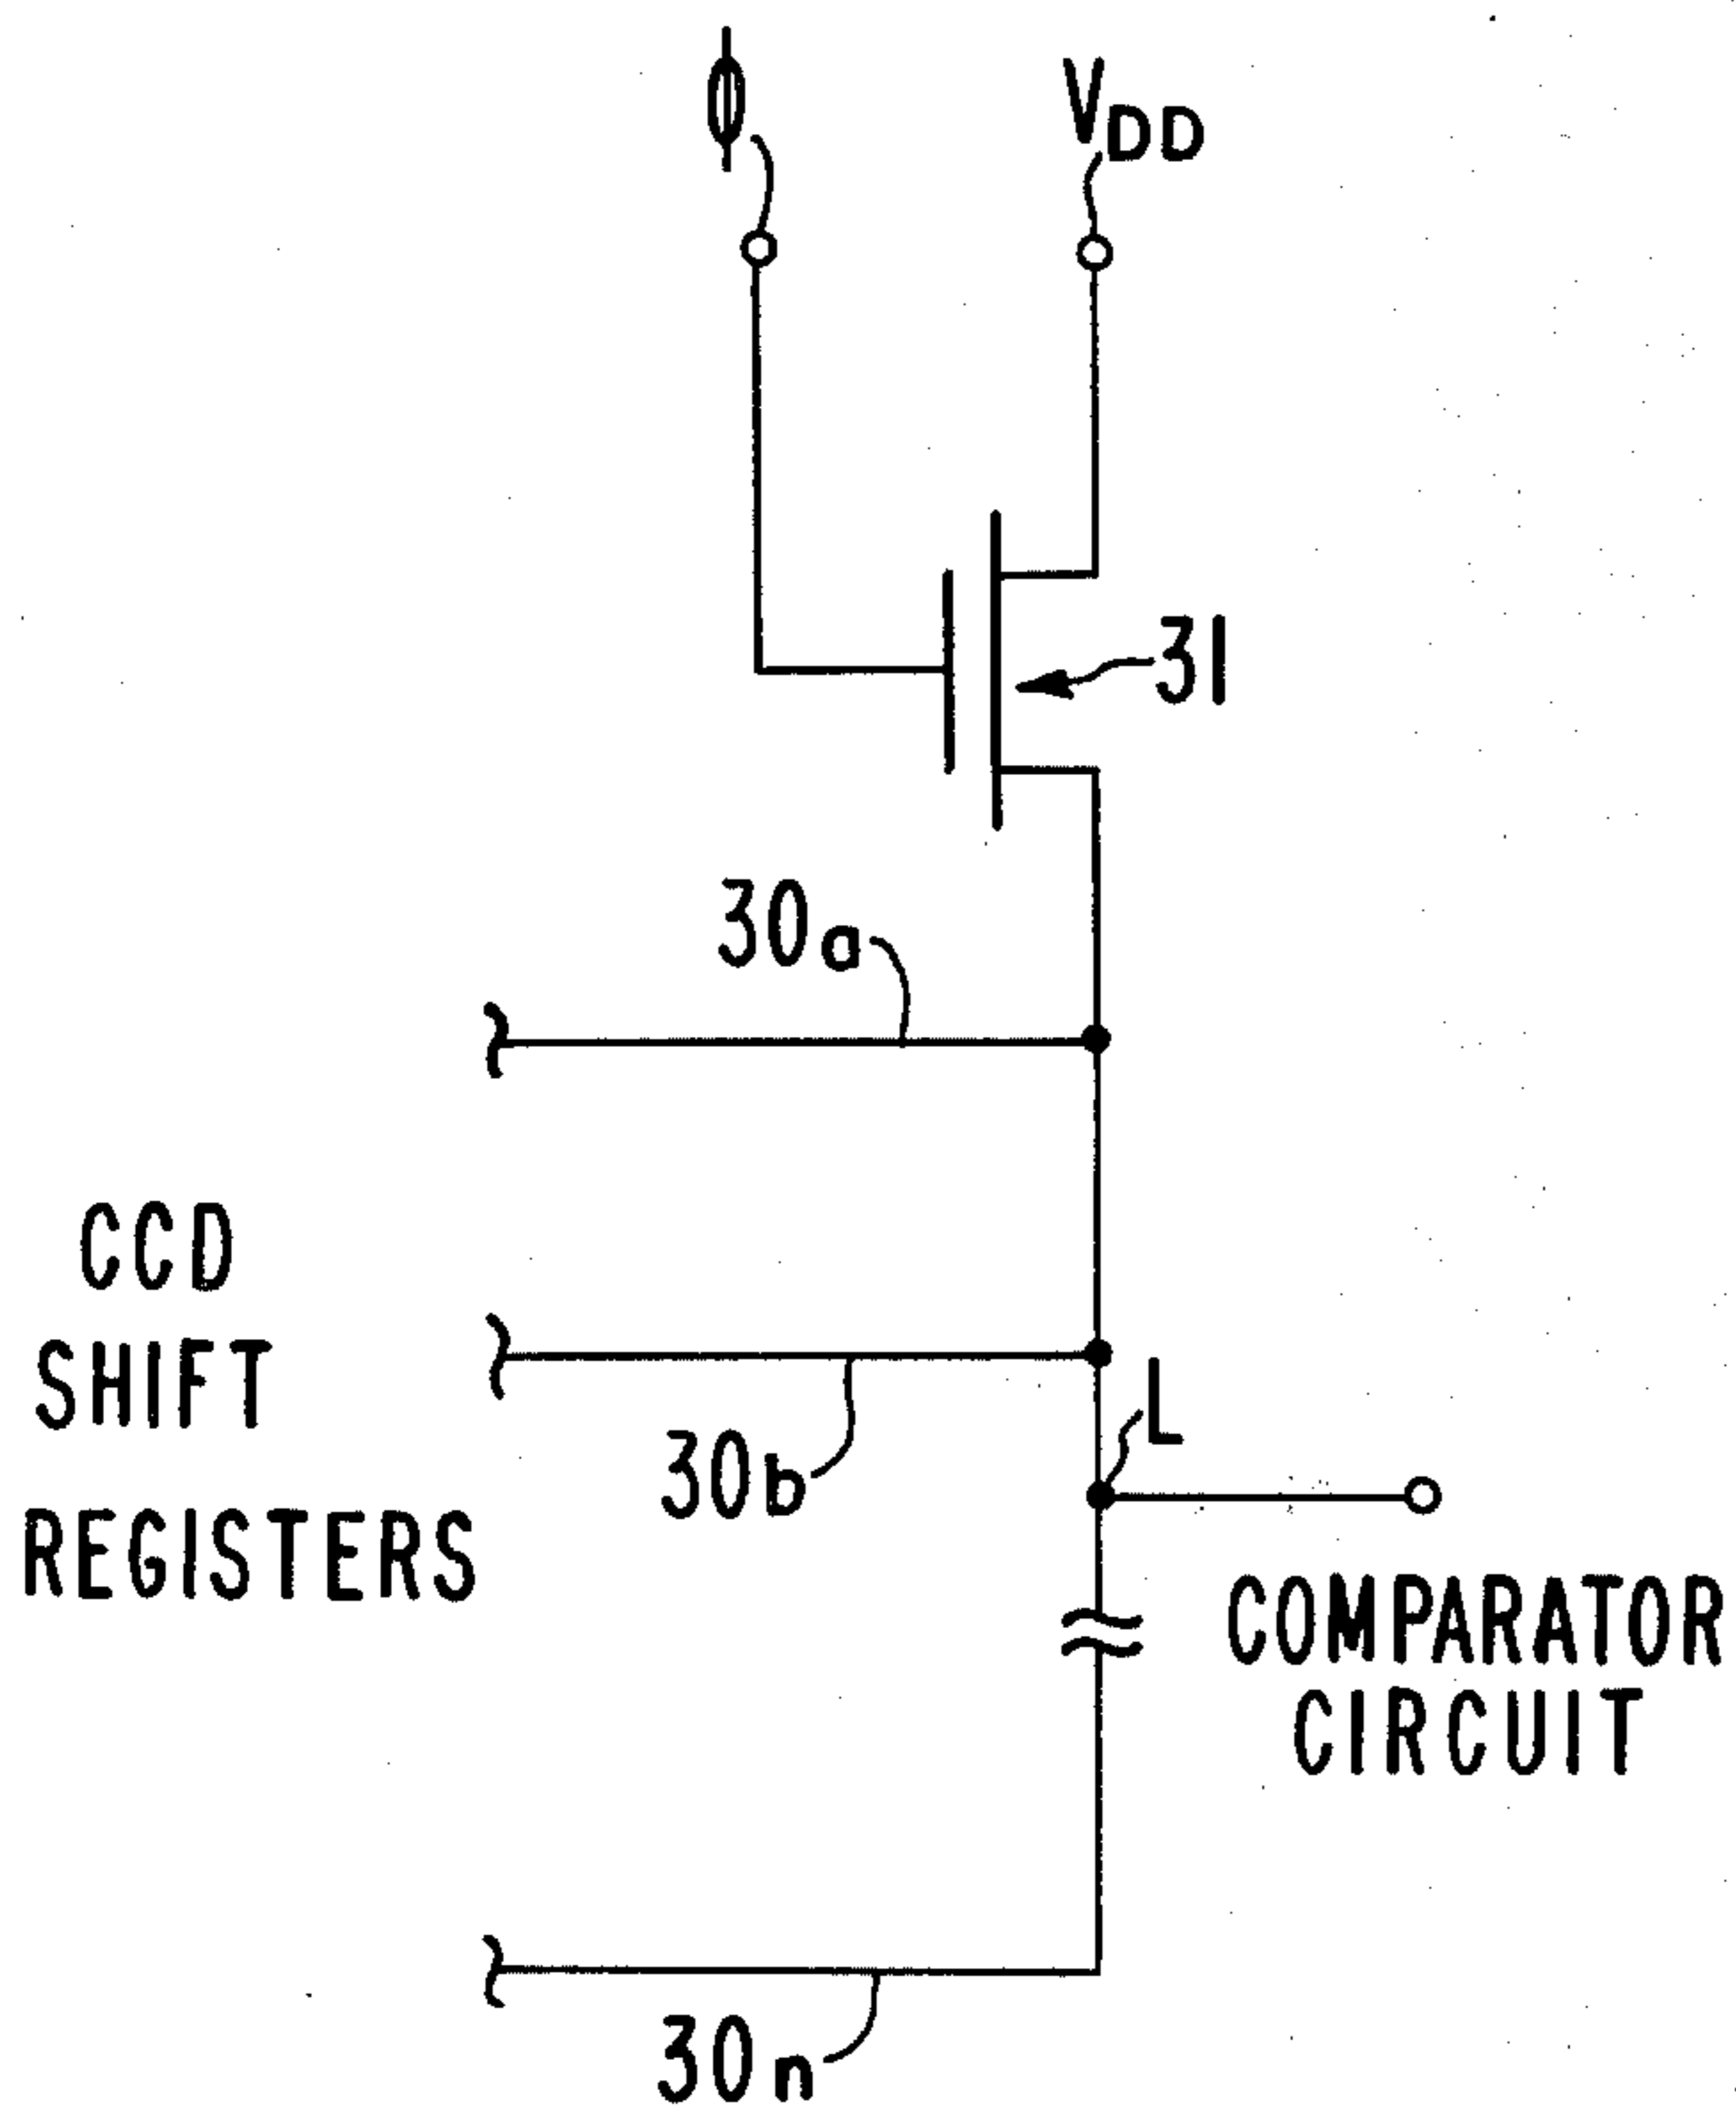 ϕ
VDD
31
30a
CCD
SHIFT
REGISTERS
30b
L
COMPARATOR
CIRCUIT
30n